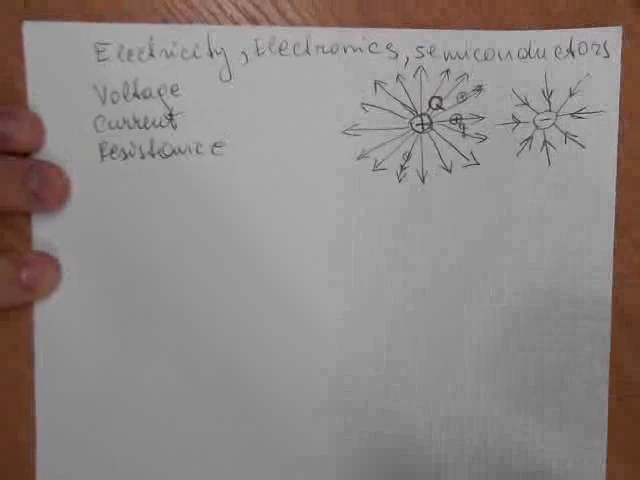 Electricity, Electronics, semiconductors
Voltage
Current
Resistance
Q
+
+
q
−